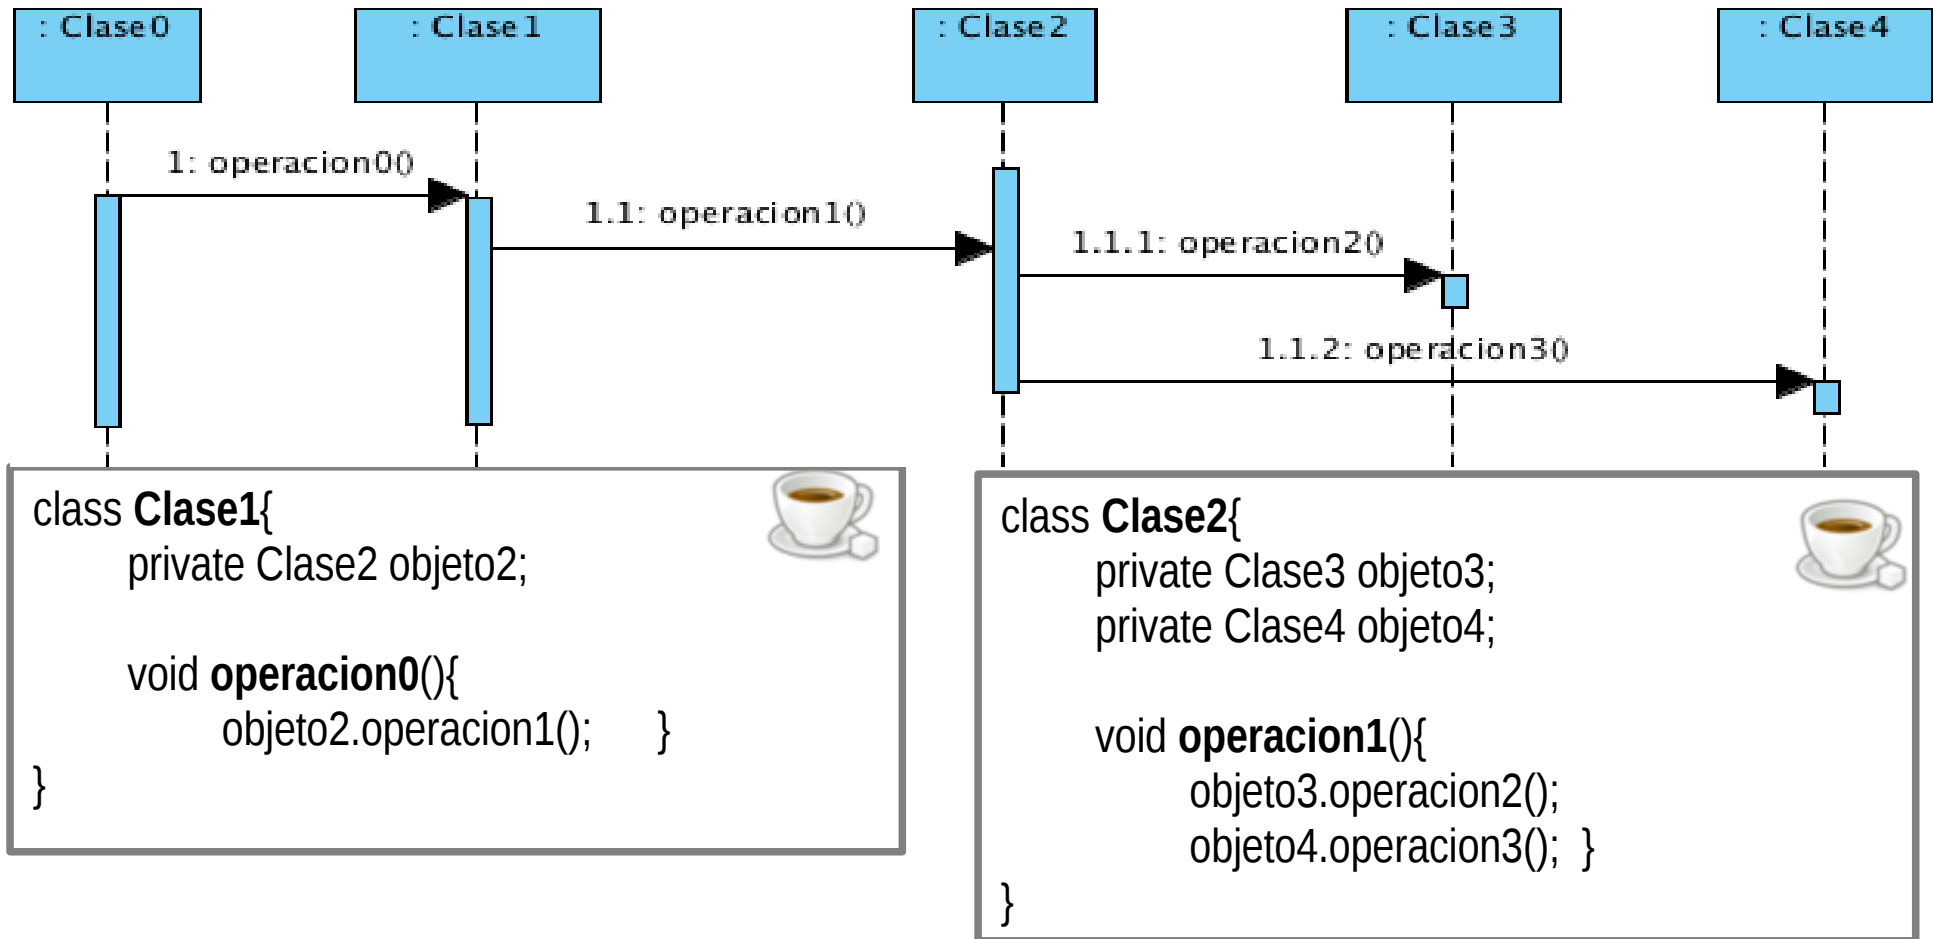 : Clase0
: Clase1
: Clase2
: Clase3
: Clase4
1: operacion0()
1.1: operacion1()
1.1.1: operacion2()
1.1.2: operacion3()
class Clase1{
private Clase2 objeto2;
void operacion0(){
objeto2.operacion1(); }
}
class Clase2{
private Clase3 objeto3;
private Clase4 objeto4;
void operacion1(){
objeto3.operacion2();
objeto4.operacion3(); }
}